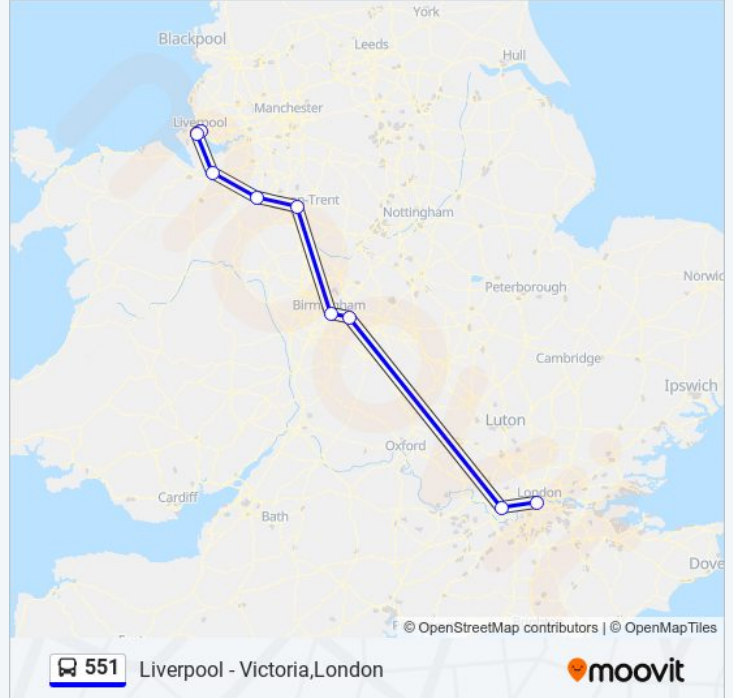 York
Blackpool
Leeds
Hull
Manchester
Liverpool
-Trent
Nottingham
Norwic
Peterborough
Birmingham
Cambridge
Ipswich
Luton
Oxford
London
Cardiff
Bath
Dove
© OpenStreetMap contributors | © OpenMapTiles
551 Liverpool - Victoria,London
moovit